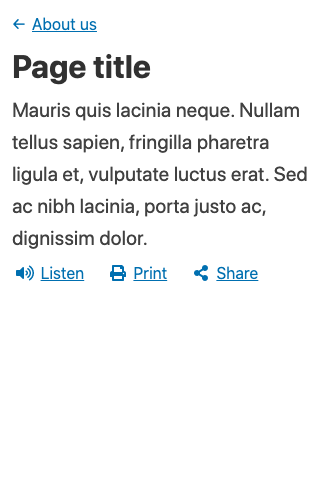 ← About us
Page title
Mauris quis lacinia neque. Nullam
tellus sapien, fringilla pharetra
ligula et, vulputate luctus erat. Sed
ac nibh lacinia, porta justo ac,
dignissim dolor.
Listen Print Share